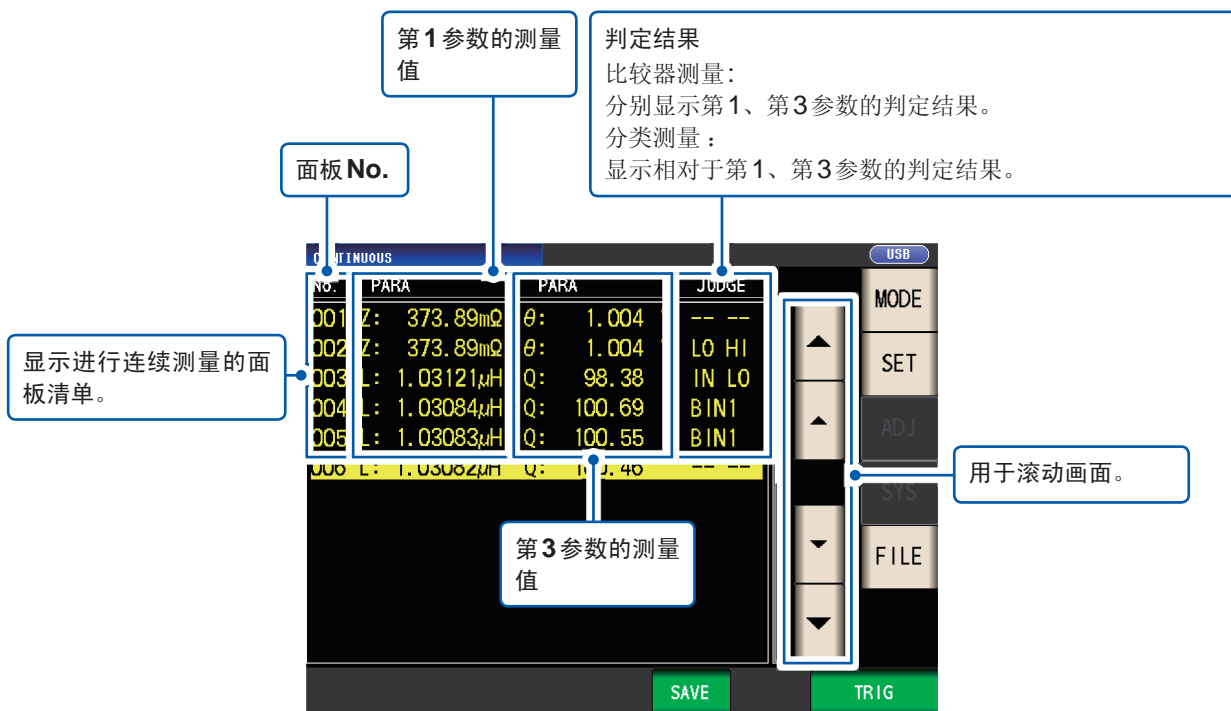 第1参数的测量
值
判定结果
比较器测量：
分别显示第1、第3参数的判定结果。
分类测量：
显示相对于第1、第3参数的判定结果。
面板No.
CONTINUOUS
USB
No. PARA PARA JUDGE
001 Z: 373.89mΩ θ: 1.004 -- --
002 Z: 373.89mΩ θ: 1.004 LO HI
003 L: 1.03121μH Q: 98.38 IN LO
004 L: 1.03084μH Q: 100.69 BIN1
005 L: 1.03083μH Q: 100.55 BIN1
006 L: 1.03082μH Q: 100.46 -- --
显示进行连续测量的面
板清单。
MODE
SET
ADJ
SYS
FILE
用于滚动画面。
第3参数的测量
值
SAVE
TRIG